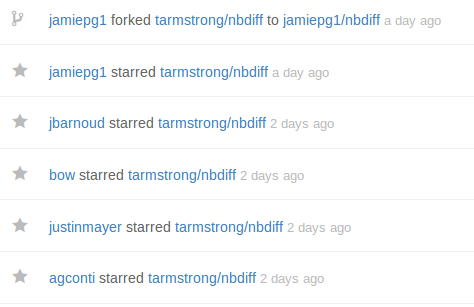 jamiepg1 forked tarmstrong/nbdiff to jamiepg1/nbdiff a day ago
jamiepg1 starred tarmstrong/nbdiff a day ago
jbarnoud starred tarmstrong/nbdiff 2 days ago
bow starred tarmstrong/nbdiff 2 days ago
justinmayer starred tarmstrong/nbdiff 2 days ago
agconti starred tarmstrong/nbdiff 2 days ago